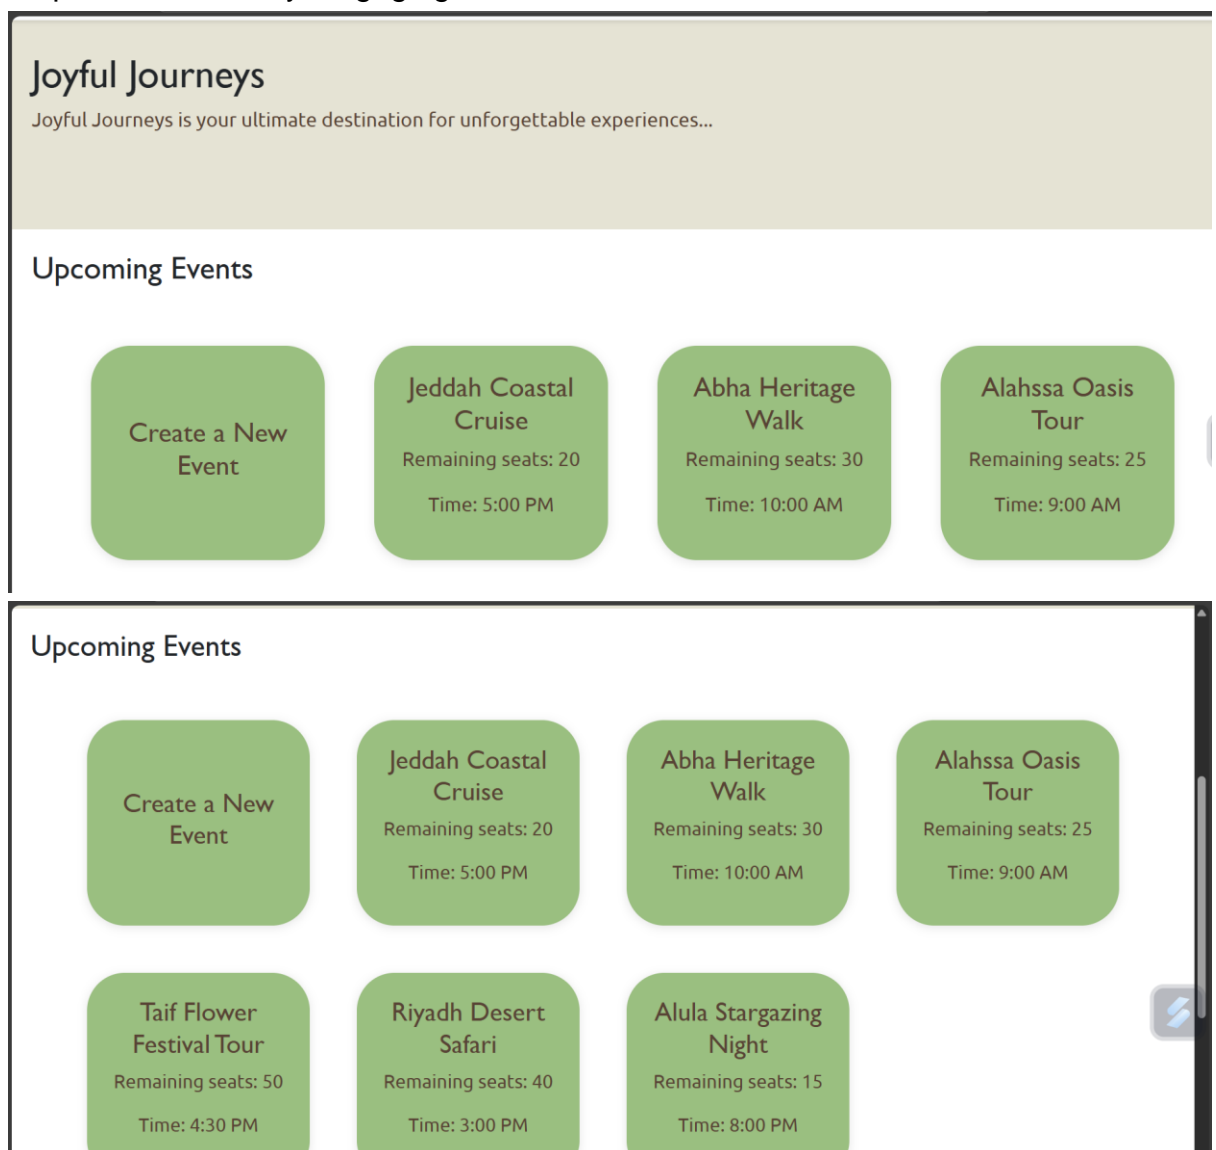 Joyful Journeys
Joyful Journeys is your ultimate destination for unforgettable experiences...
Upcoming Events
Create a New
Event
Jeddah Coastal
Cruise
Remaining seats: 20
Time: 5:00 PM
Abha Heritage
Walk
Remaining seats: 30
Time: 10:00 AM
Alahssa Oasis
Tour
Remaining seats: 25
Time: 9:00 AM
Upcoming Events
Create a New
Event
Jeddah Coastal
Cruise
Remaining seats: 20
Time: 5:00 PM
Abha Heritage
Walk
Remaining seats: 30
Time: 10:00 AM
Alahssa Oasis
Tour
Remaining seats: 25
Time: 9:00 AM
Taif Flower
Festival Tour
Remaining seats: 50
Time: 4:30 PM
Riyadh Desert
Safari
Remaining seats: 40
Time: 3:00 PM
Alula Stargazing
Night
Remaining seats: 15
Time: 8:00 PM